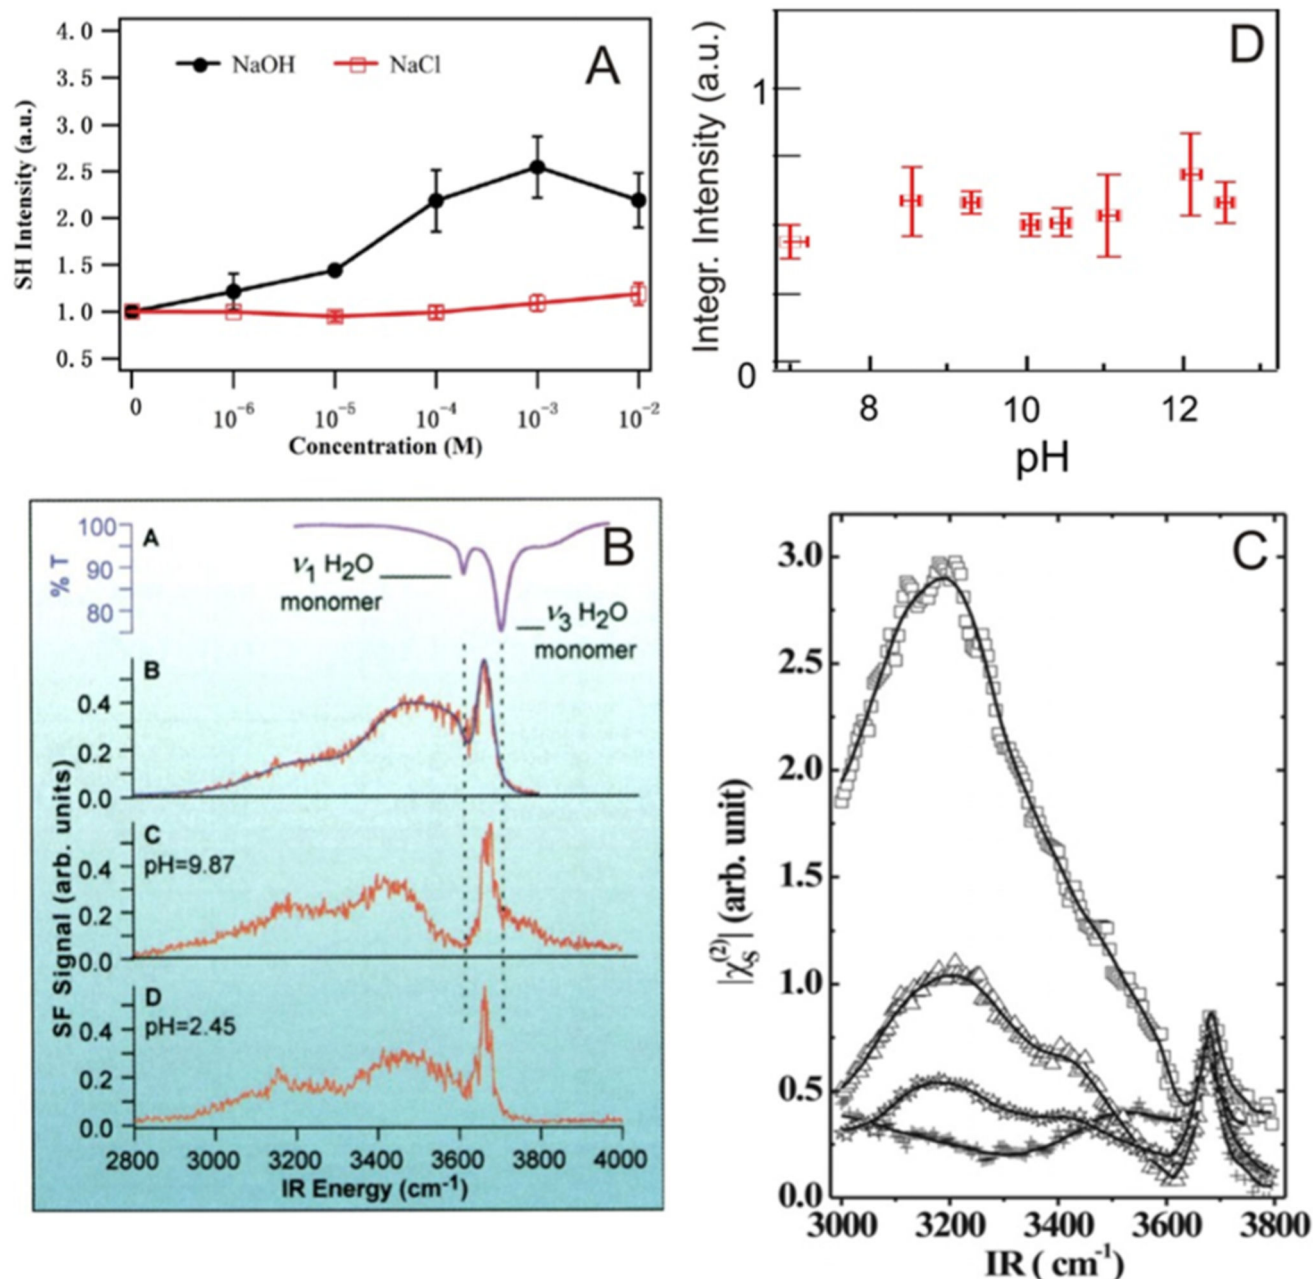 A
NaOH
NaCl
SH Intensity (a.u.)
4.0
3.5
3.0
2.5
2.0
1.5
1.0
0.5
0
10⁻⁶
10⁻⁵
10⁻⁴
10⁻³
10⁻²
Concentration (M)
D
Integr. Intensity (a.u.)
1
0
8
10
12
pH
B
A
% T
100
90
80
ν₁ H₂O
monomer
ν₃ H₂O
monomer
SF Signal (arb. units)
B
0.4
0.2
0.0
C
pH=9.87
0.4
0.2
0.0
D
pH=2.45
0.4
0.2
0.0
2800
3000
3200
3400
3600
3800
4000
IR Energy (cm⁻¹)
C
|χₛ⁽²⁾| (arb. unit)
3.0
2.5
2.0
1.5
1.0
0.5
0.0
3000
3200
3400
3600
3800
IR ( cm⁻¹)